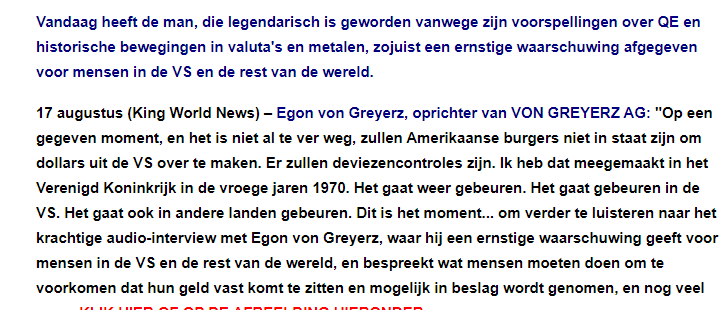 Vandaag heeft de man, die legendarisch is geworden vanwege zijn voorspellingen over QE en
historische bewegingen in valuta's en metalen, zojuist een ernstige waarschuwing afgegeven
voor mensen in de VS en de rest van de wereld.
17 augustus (King World News) – Egon von Greyerz, oprichter van VON GREYERZ AG: "Op een
gegeven moment, en het is niet al te ver weg, zullen Amerikaanse burgers niet in staat zijn om
dollars uit de VS over te maken. Er zullen deviezencontroles zijn. Ik heb dat meegemaakt in het
Verenigd Koninkrijk in de vroege jaren 1970. Het gaat weer gebeuren. Het gaat gebeuren in de
VS. Het gaat ook in andere landen gebeuren. Dit is het moment... om verder te luisteren naar het
krachtige audio-interview met Egon von Greyerz, waar hij een ernstige waarschuwing geeft voor
mensen in de VS en de rest van de wereld, en bespreekt wat mensen moeten doen om te
voorkomen dat hun geld vast komt te zitten en mogelijk in beslag wordt genomen, en nog veel
KLIK HIER OF OP DE AFBEELDING HIERONDER